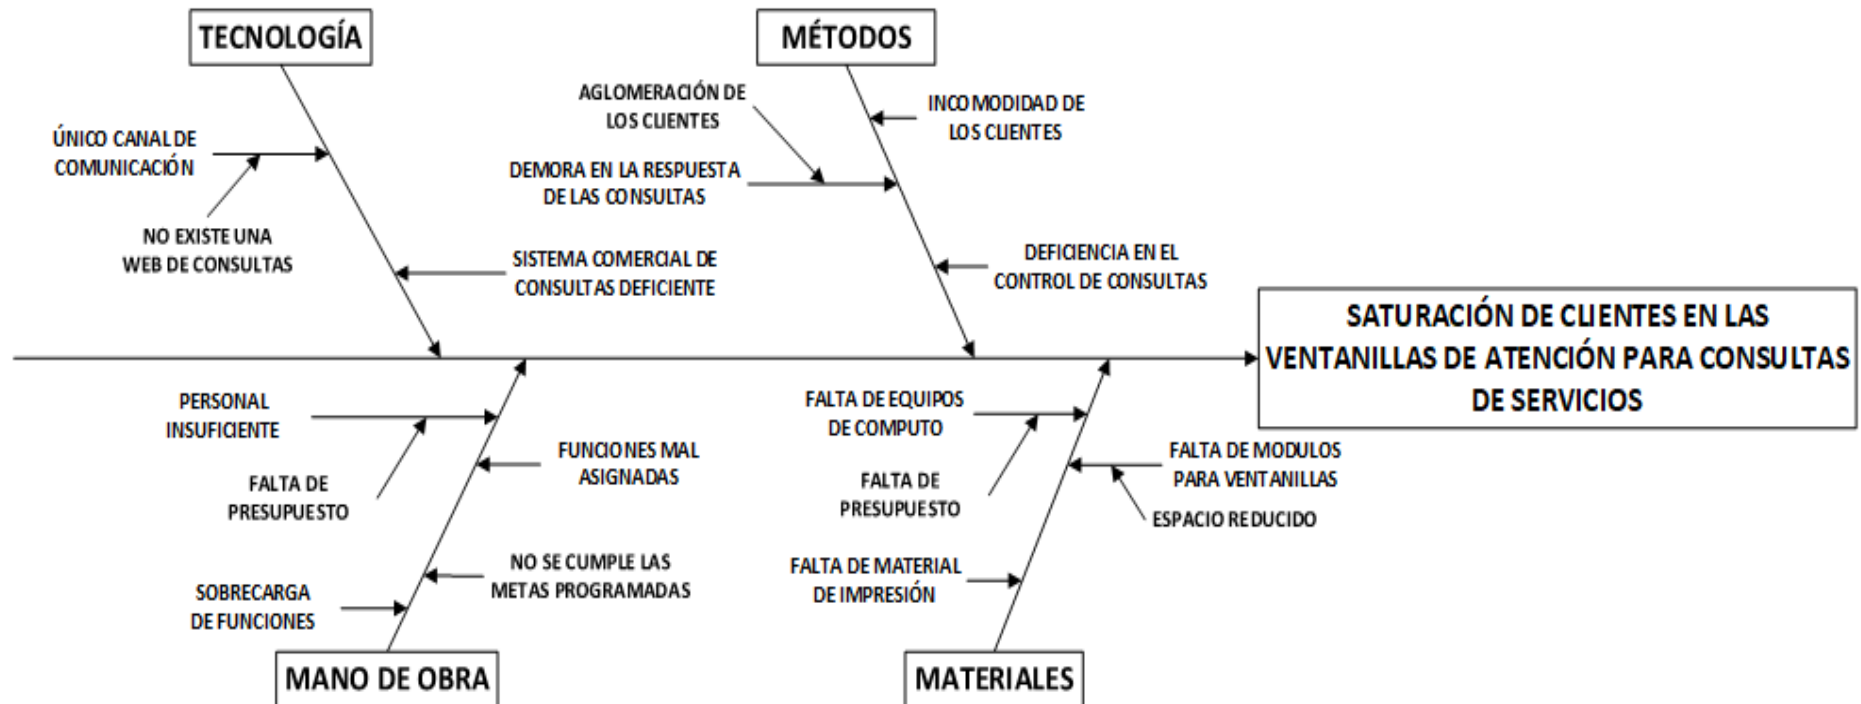 TECNOLOGÍA
MÉTODOS
ÚNICO CANAL DE
COMUNICACIÓN
NO EXISTE UNA
WEB DE CONSULTAS
SISTEMA COMERCIAL DE
CONSULTAS DEFICIENTE
AGLOMERACIÓN DE
LOS CLIENTES
INCOMODIDAD DE
LOS CLIENTES
DEMORA EN LA RESPUESTA
DE LAS CONSULTAS
DEFICIENCIA EN EL
CONTROL DE CONSULTAS
SATURACIÓN DE CLIENTES EN LAS
VENTANILLAS DE ATENCIÓN PARA CONSULTAS
DE SERVICIOS
PERSONAL
INSUFICIENTE
FALTA DE
PRESUPUESTO
FUNCIONES MAL
ASIGNADAS
NO SE CUMPLE LAS
METAS PROGRAMADAS
SOBRECARGA
DE FUNCIONES
FALTA DE EQUIPOS
DE COMPUTO
FALTA DE
PRESUPUESTO
FALTA DE MODULOS
PARA VENTANILLAS
ESPACIO REDUCIDO
FALTA DE MATERIAL
DE IMPRESIÓN
MANO DE OBRA
MATERIALES